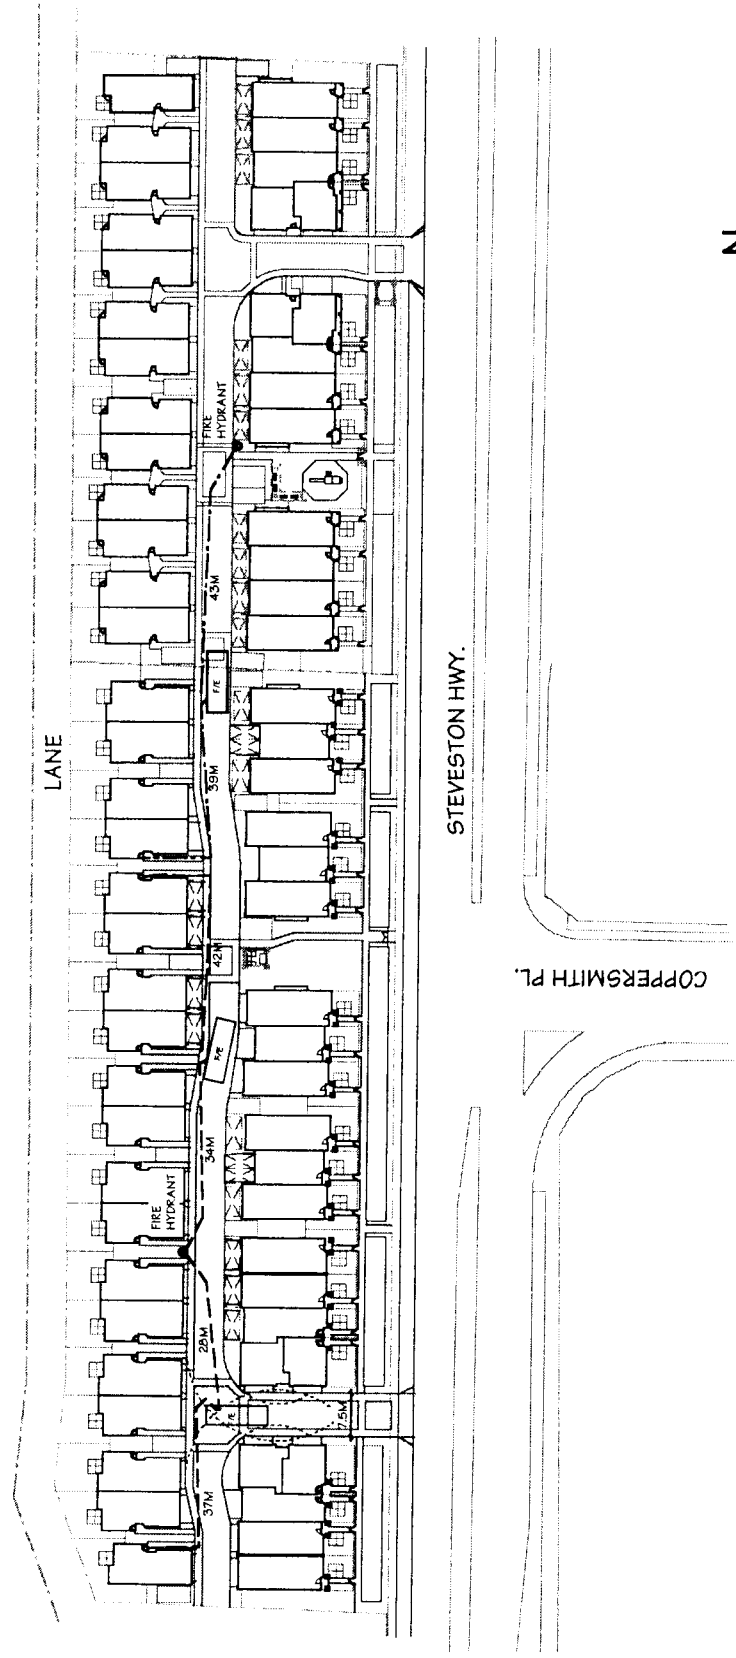 N
FIRE
HYDRANT
43M
LANE
F/E
STEVESTON HWY.
39M
42M
COPPERSMITH PL.
F/E
34M
FIRE
HYDRANT
28M
F/E
7.5M
37M